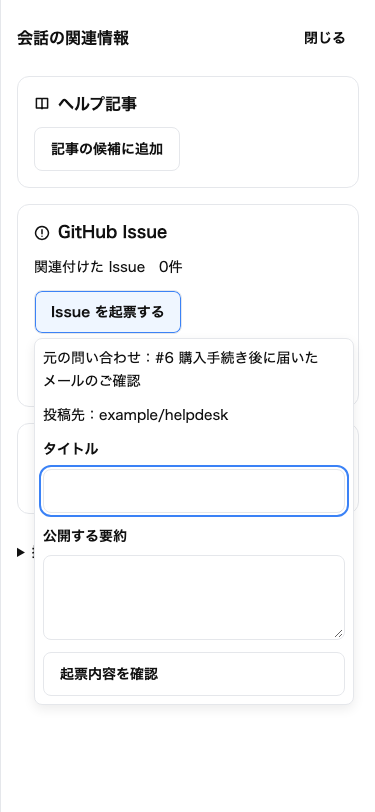 会話の関連情報
閉じる
ヘルプ記事
記事の候補に追加
GitHub Issue
関連付けた Issue 0件
Issue を起票する
元の問い合わせ：#6 購入手続き後に届いた
メールのご確認
投稿先：example/helpdesk
タイトル
公開する要約
起票内容を確認